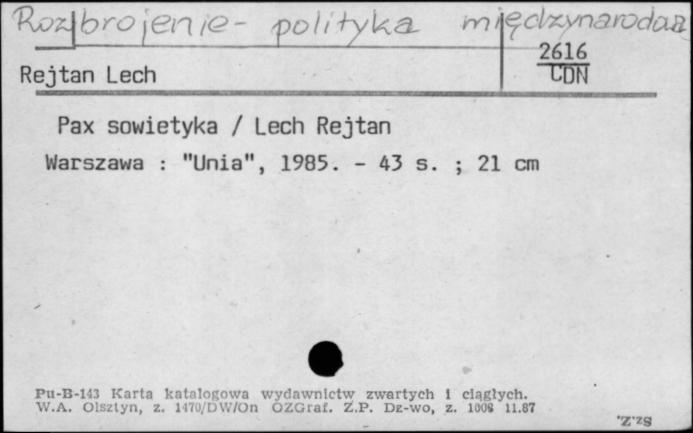 Rozbrojenie - polityka międzynarodowa
2616
CDN
Rejtan Lech
Pax sowietyka / Lech Rejtan
Warszawa : "Unia", 1985. - 43 s. ; 21 cm
Pu-B-143 Karta katalogowa wydawnictw zwartych i ciągłych.
W.A. Olsztyn, z. 1470/DW/On OZGraf. Z.P. Dz-wo, z. 1008 11.87